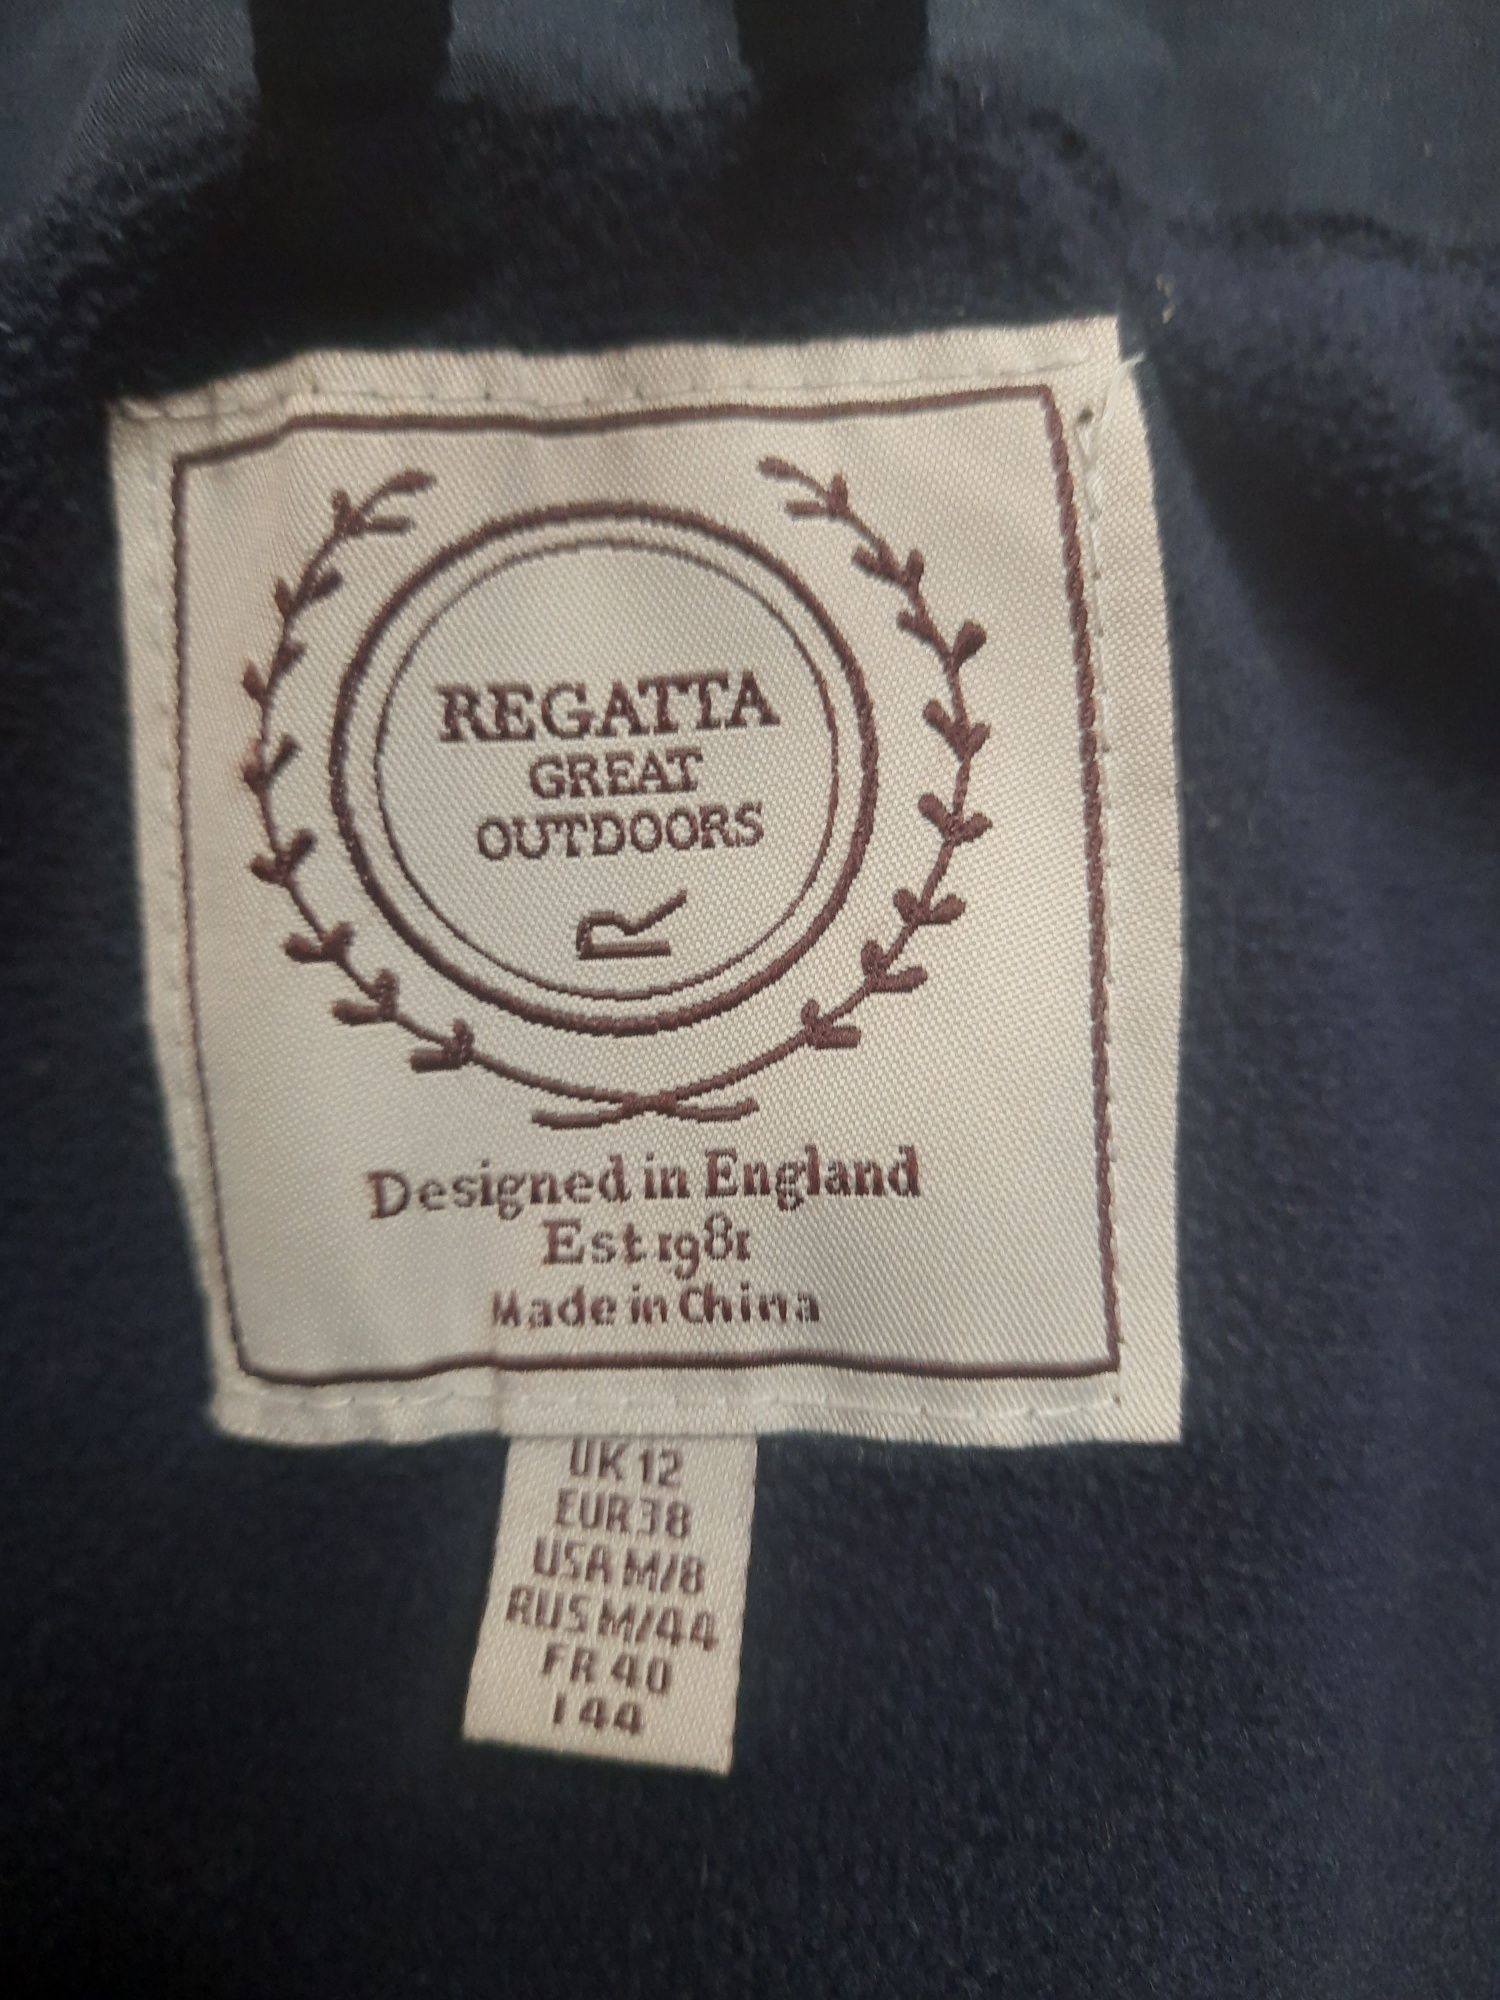 REGATTA
GREAT
OUTDOORS
R
Designed in England
Est 1981
Made in China
UK 12
EUR 38
USA M/8
RUS M/44
FR 40
I 44